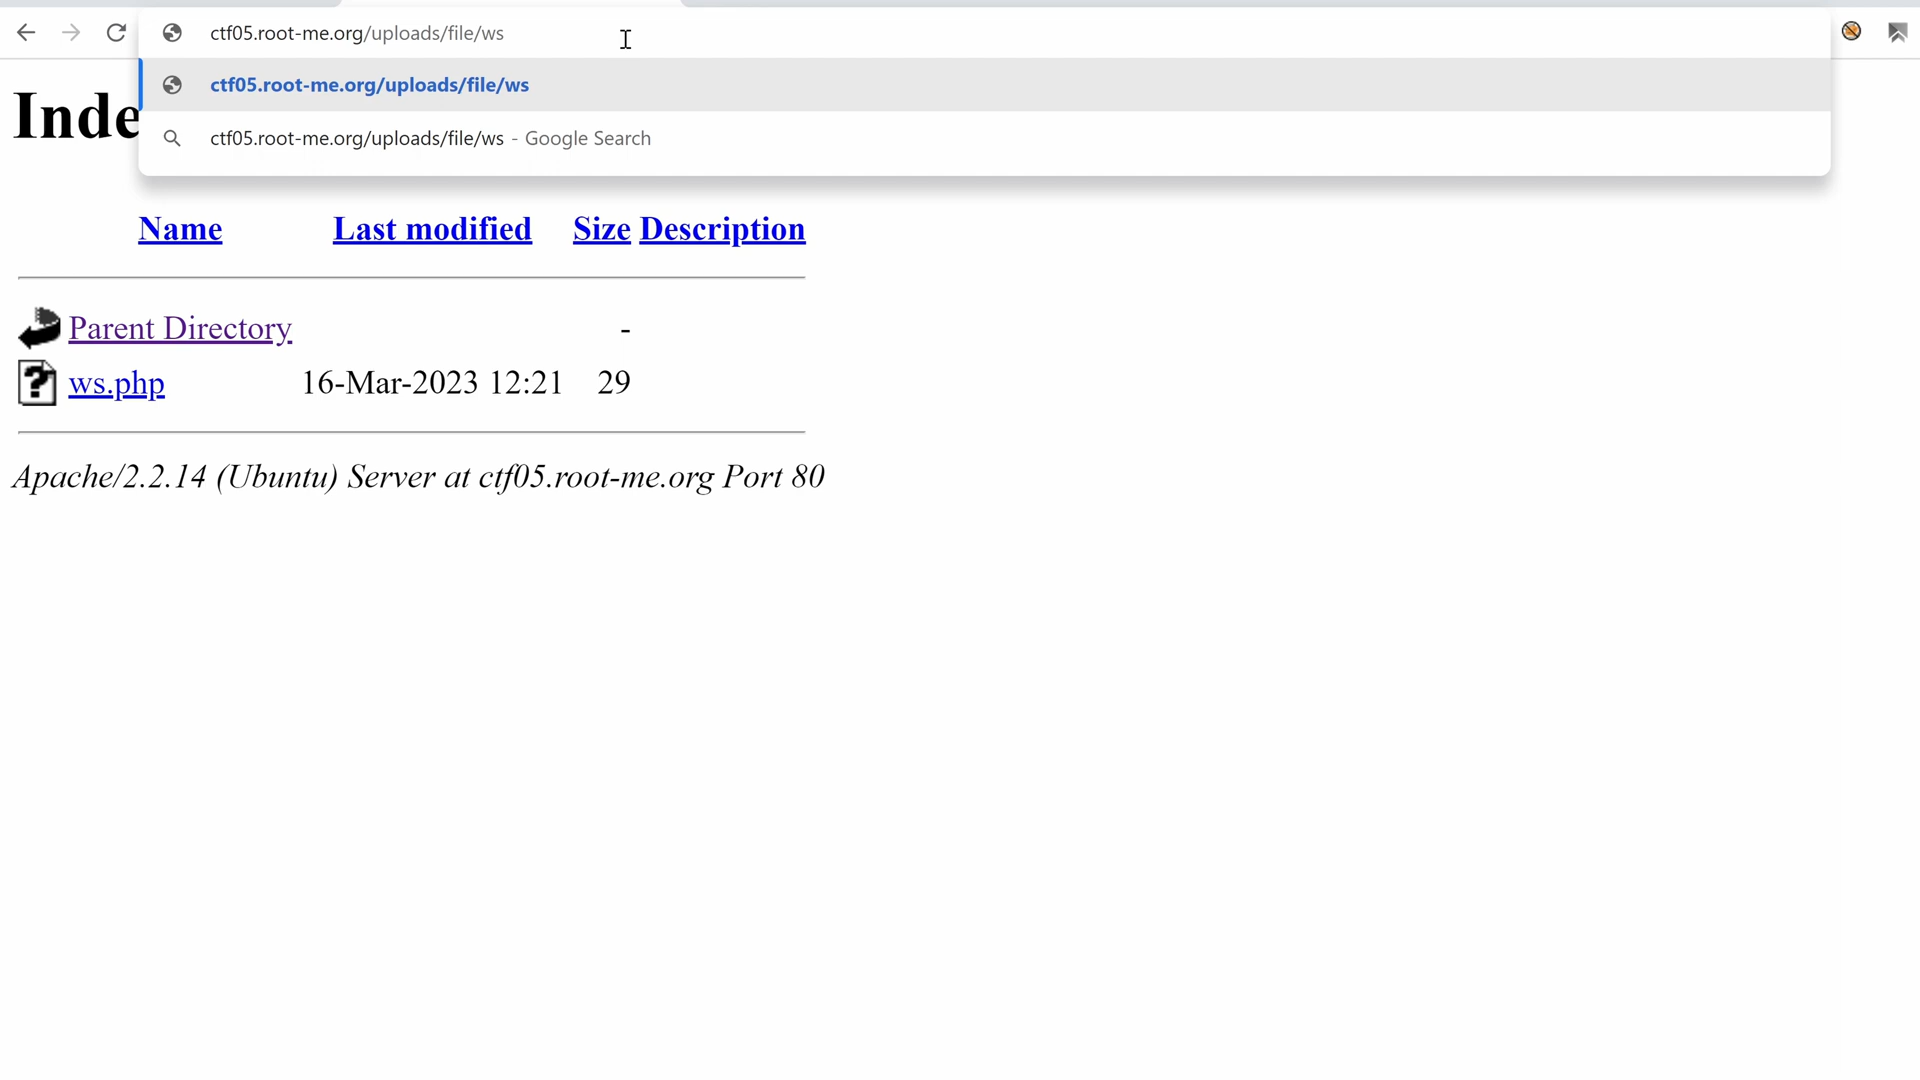 ctf05.root-me.org/uploads/file/ws
ctf05.root-me.org/uploads/file/ws
ctf05.root-me.org/uploads/file/ws - Google Search
Inde
Name Last modified Size Description
Parent Directory -
ws.php 16-Mar-2023 12:21 29
Apache/2.2.14 (Ubuntu) Server at ctf05.root-me.org Port 80